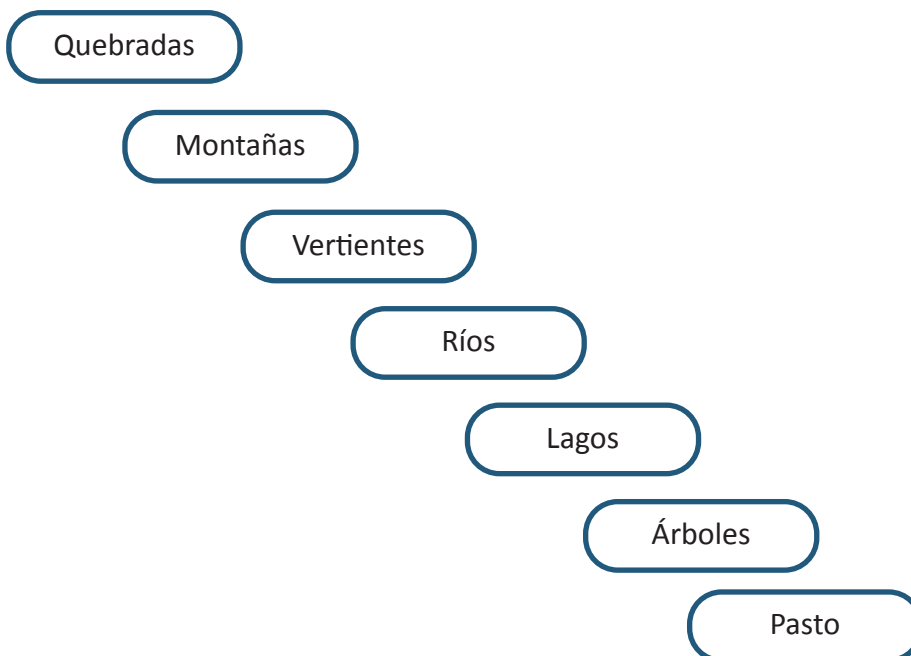 Quebradas
Montañas
Vertientes
Ríos
Lagos
Árboles
Pasto